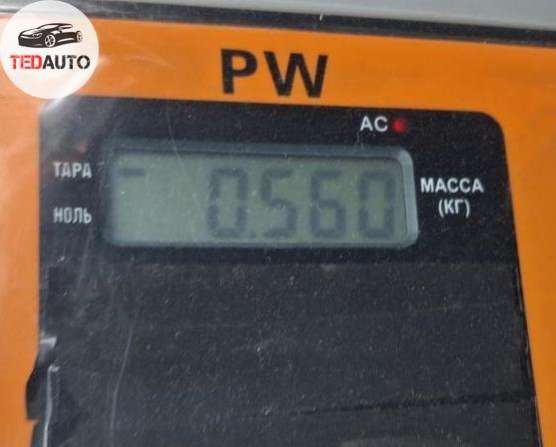 TEDAUTO
PW
AC
ТАРА
0.560
МАССА
(КГ)
НОЛЬ